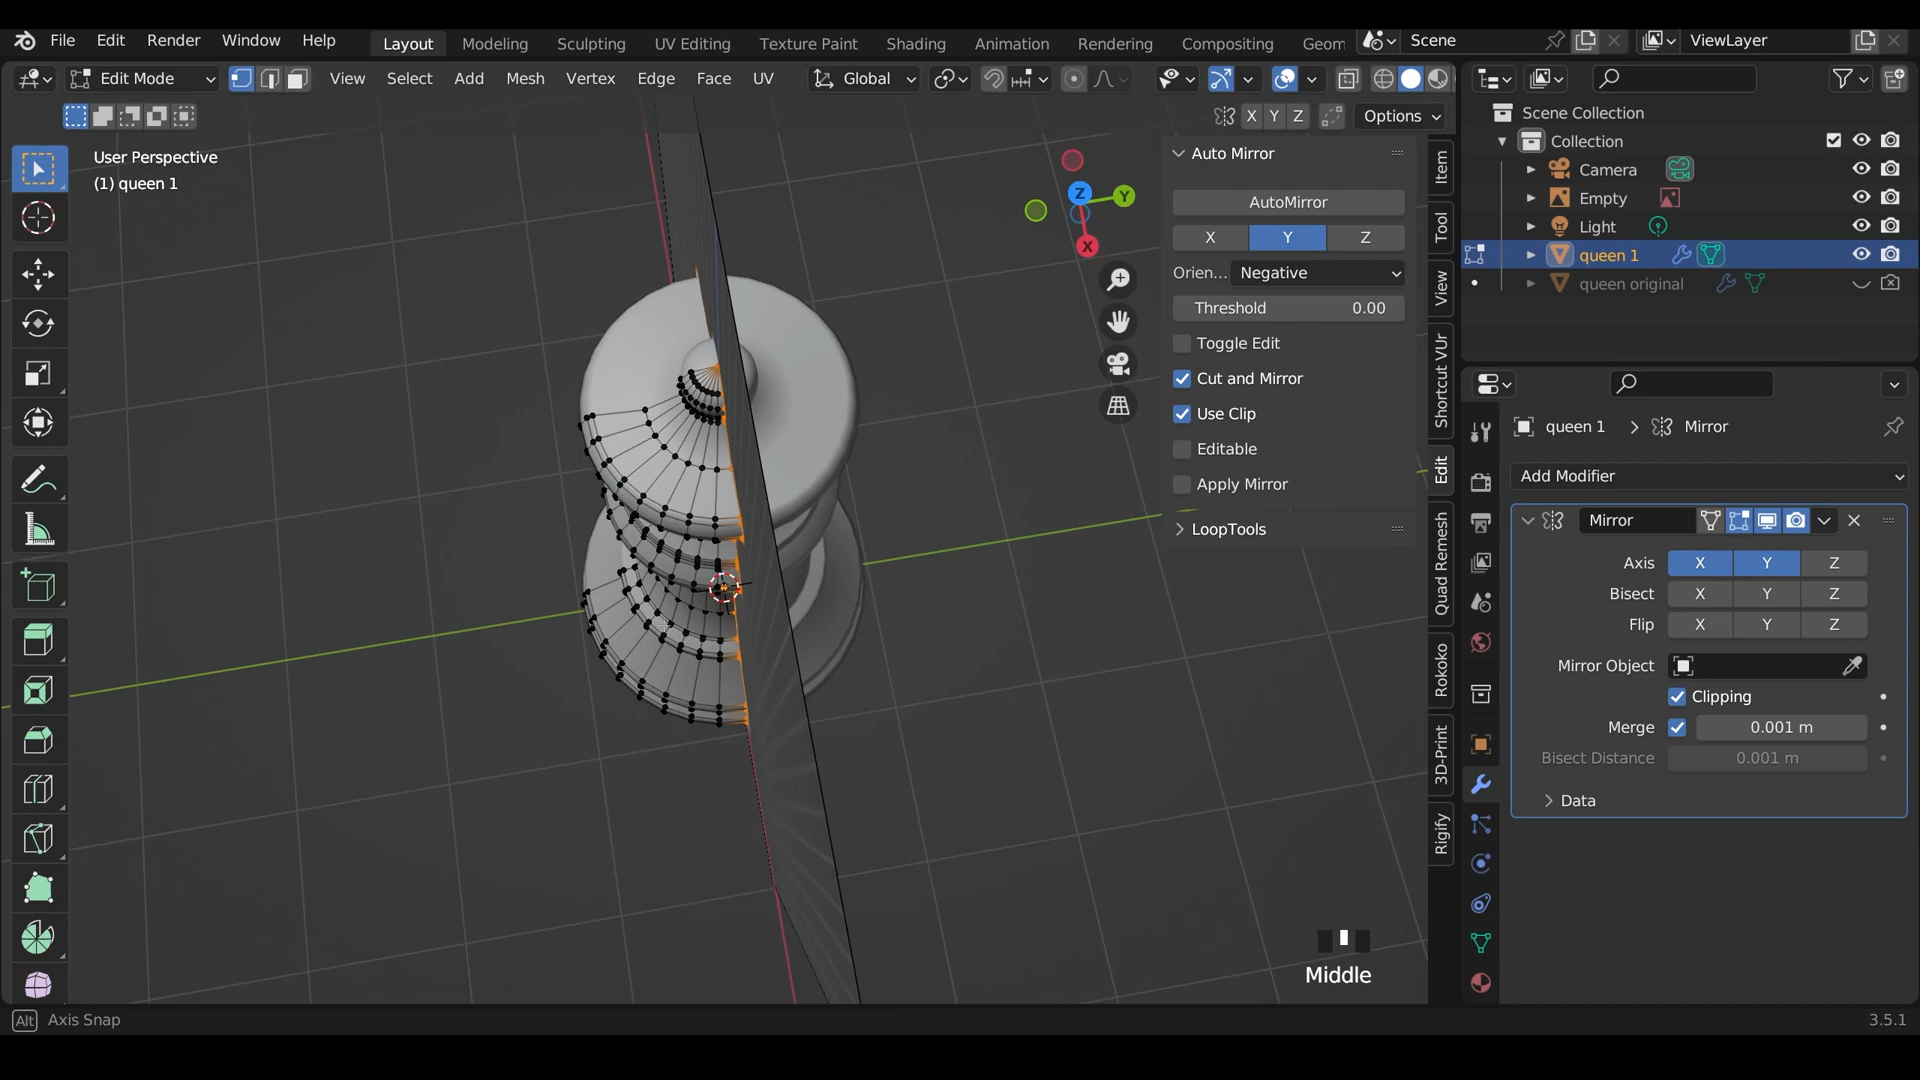 File Edit Render Window Help Layout Modeling Sculpting UV Editing Texture Paint Shading Animation Rendering Compositing Geom Scene ViewLayer
Edit Mode View Select Add Mesh Vertex Edge Face UV Global
X Y Z Options
User Perspective
(1) queen 1
Z Y X
Auto Mirror
AutoMirror
X Y Z
Orien... Negative
Threshold 0.00
Toggle Edit
Cut and Mirror
Use Clip
Editable
Apply Mirror
LoopTools
Item
Tool
View
Shortcut VUr
Edit
Quad Remesh
Rokoko
3D-Print
Rigify
Scene Collection
Collection
Camera
Empty
Light
queen 1
queen original
queen 1 > Mirror
Add Modifier
Mirror
Axis X Y Z
Bisect X Y Z
Flip X Y Z
Mirror Object
Clipping
Merge 0.001 m
Bisect Distance 0.001 m
Data
Middle
Alt Axis Snap
3.5.1